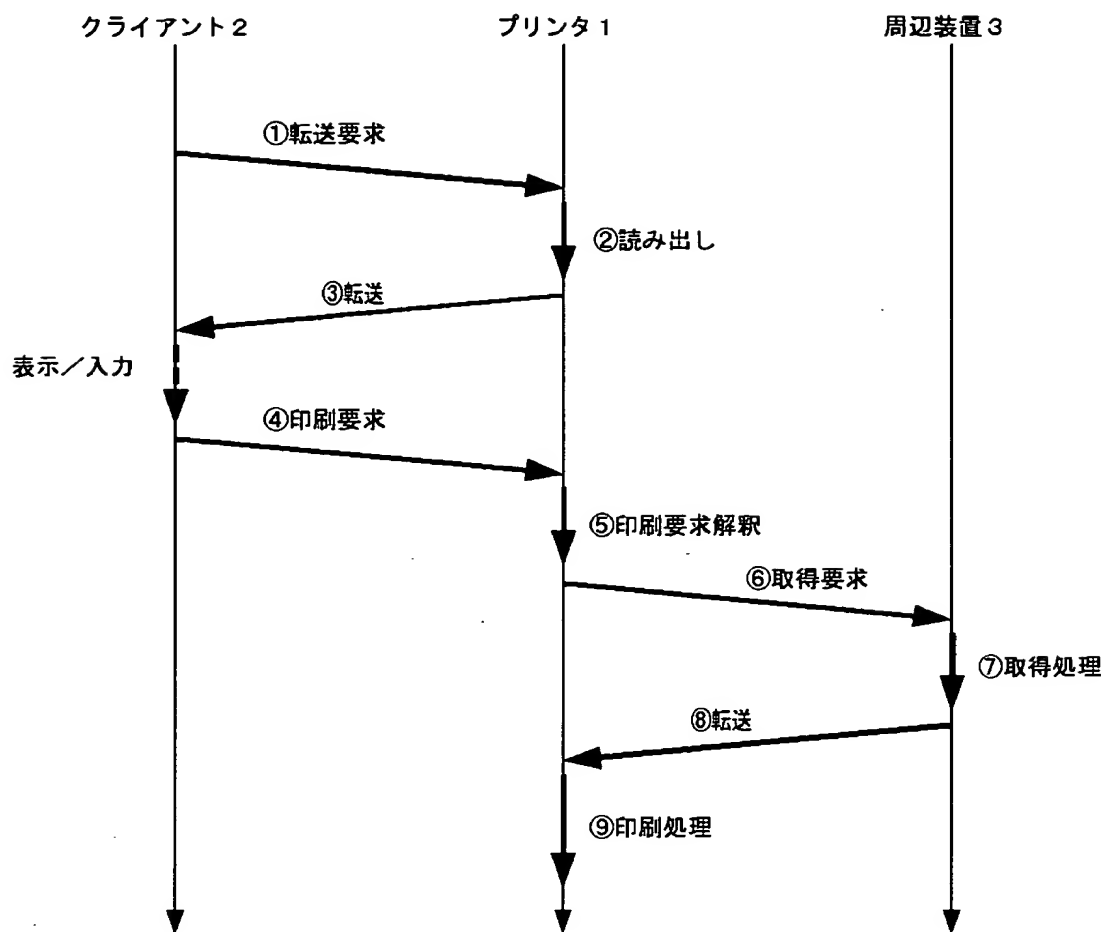 クライアント2
プリンタ1
周辺装置3
①転送要求
②読み出し
③転送
表示／入力
④印刷要求
⑤印刷要求解釈
⑥取得要求
⑦取得処理
⑧転送
⑨印刷処理